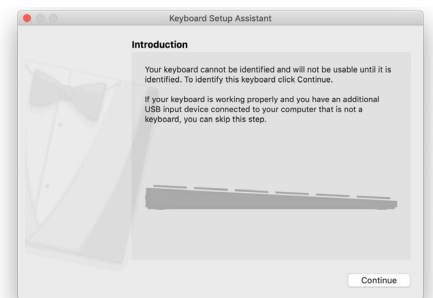 Keyboard Setup Assistant
Introduction
Your keyboard cannot be identified and will not be usable until it is
identified. To identify this keyboard click Continue.
If your keyboard is working properly and you have an additional
USB input device connected to your computer that is not a
keyboard, you can skip this step.
Continue